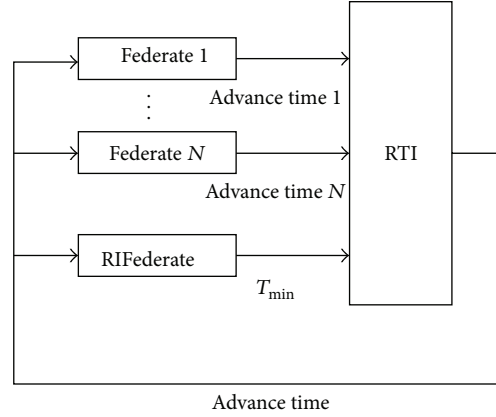 Federate 1
Advance time 1
⋮
Federate N
RTI
Advance time N
RIFederate
T_min
Advance time